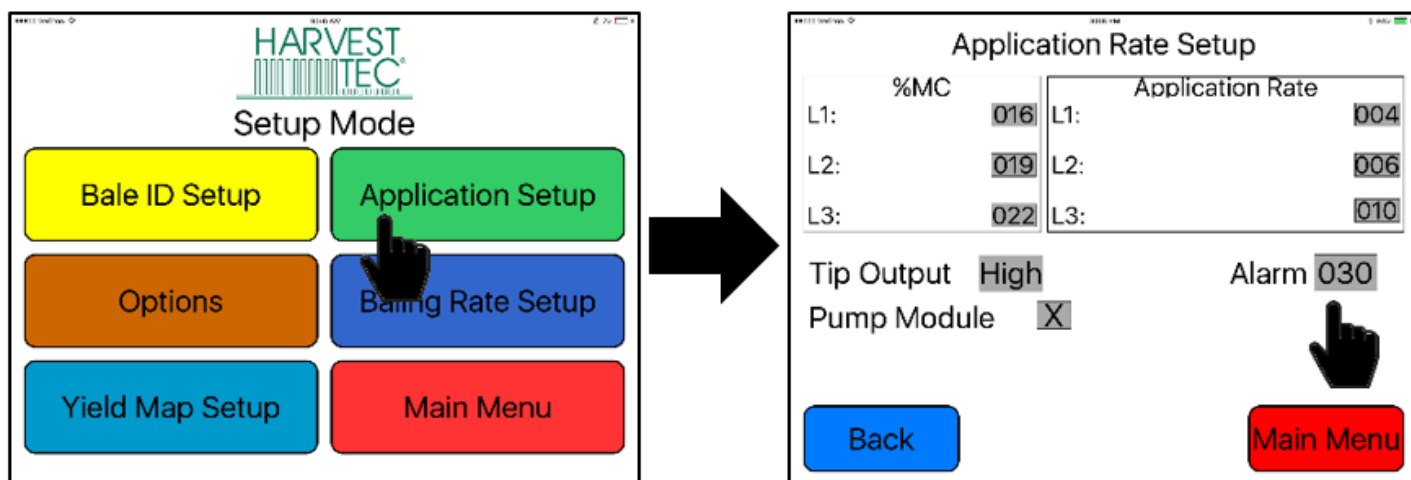 HARVEST
TEC
Setup Mode
Bale ID Setup
Application Setup
Options
Baling Rate Setup
Yield Map Setup
Main Menu
Application Rate Setup
%MC
Application Rate
L1: 016
L1: 004
L2: 019
L2: 006
L3: 022
L3: 010
Tip Output High
Alarm 030
Pump Module X
Back
Main Menu